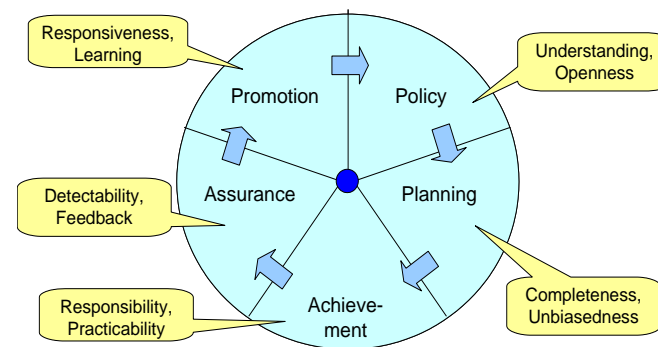 Responsiveness,
Learning
Understanding,
Openness
Promotion
Policy
Detectability,
Feedback
Assurance
Planning
Responsibility,
Practicability
Achieve-
ment
Completeness,
Unbiasedness